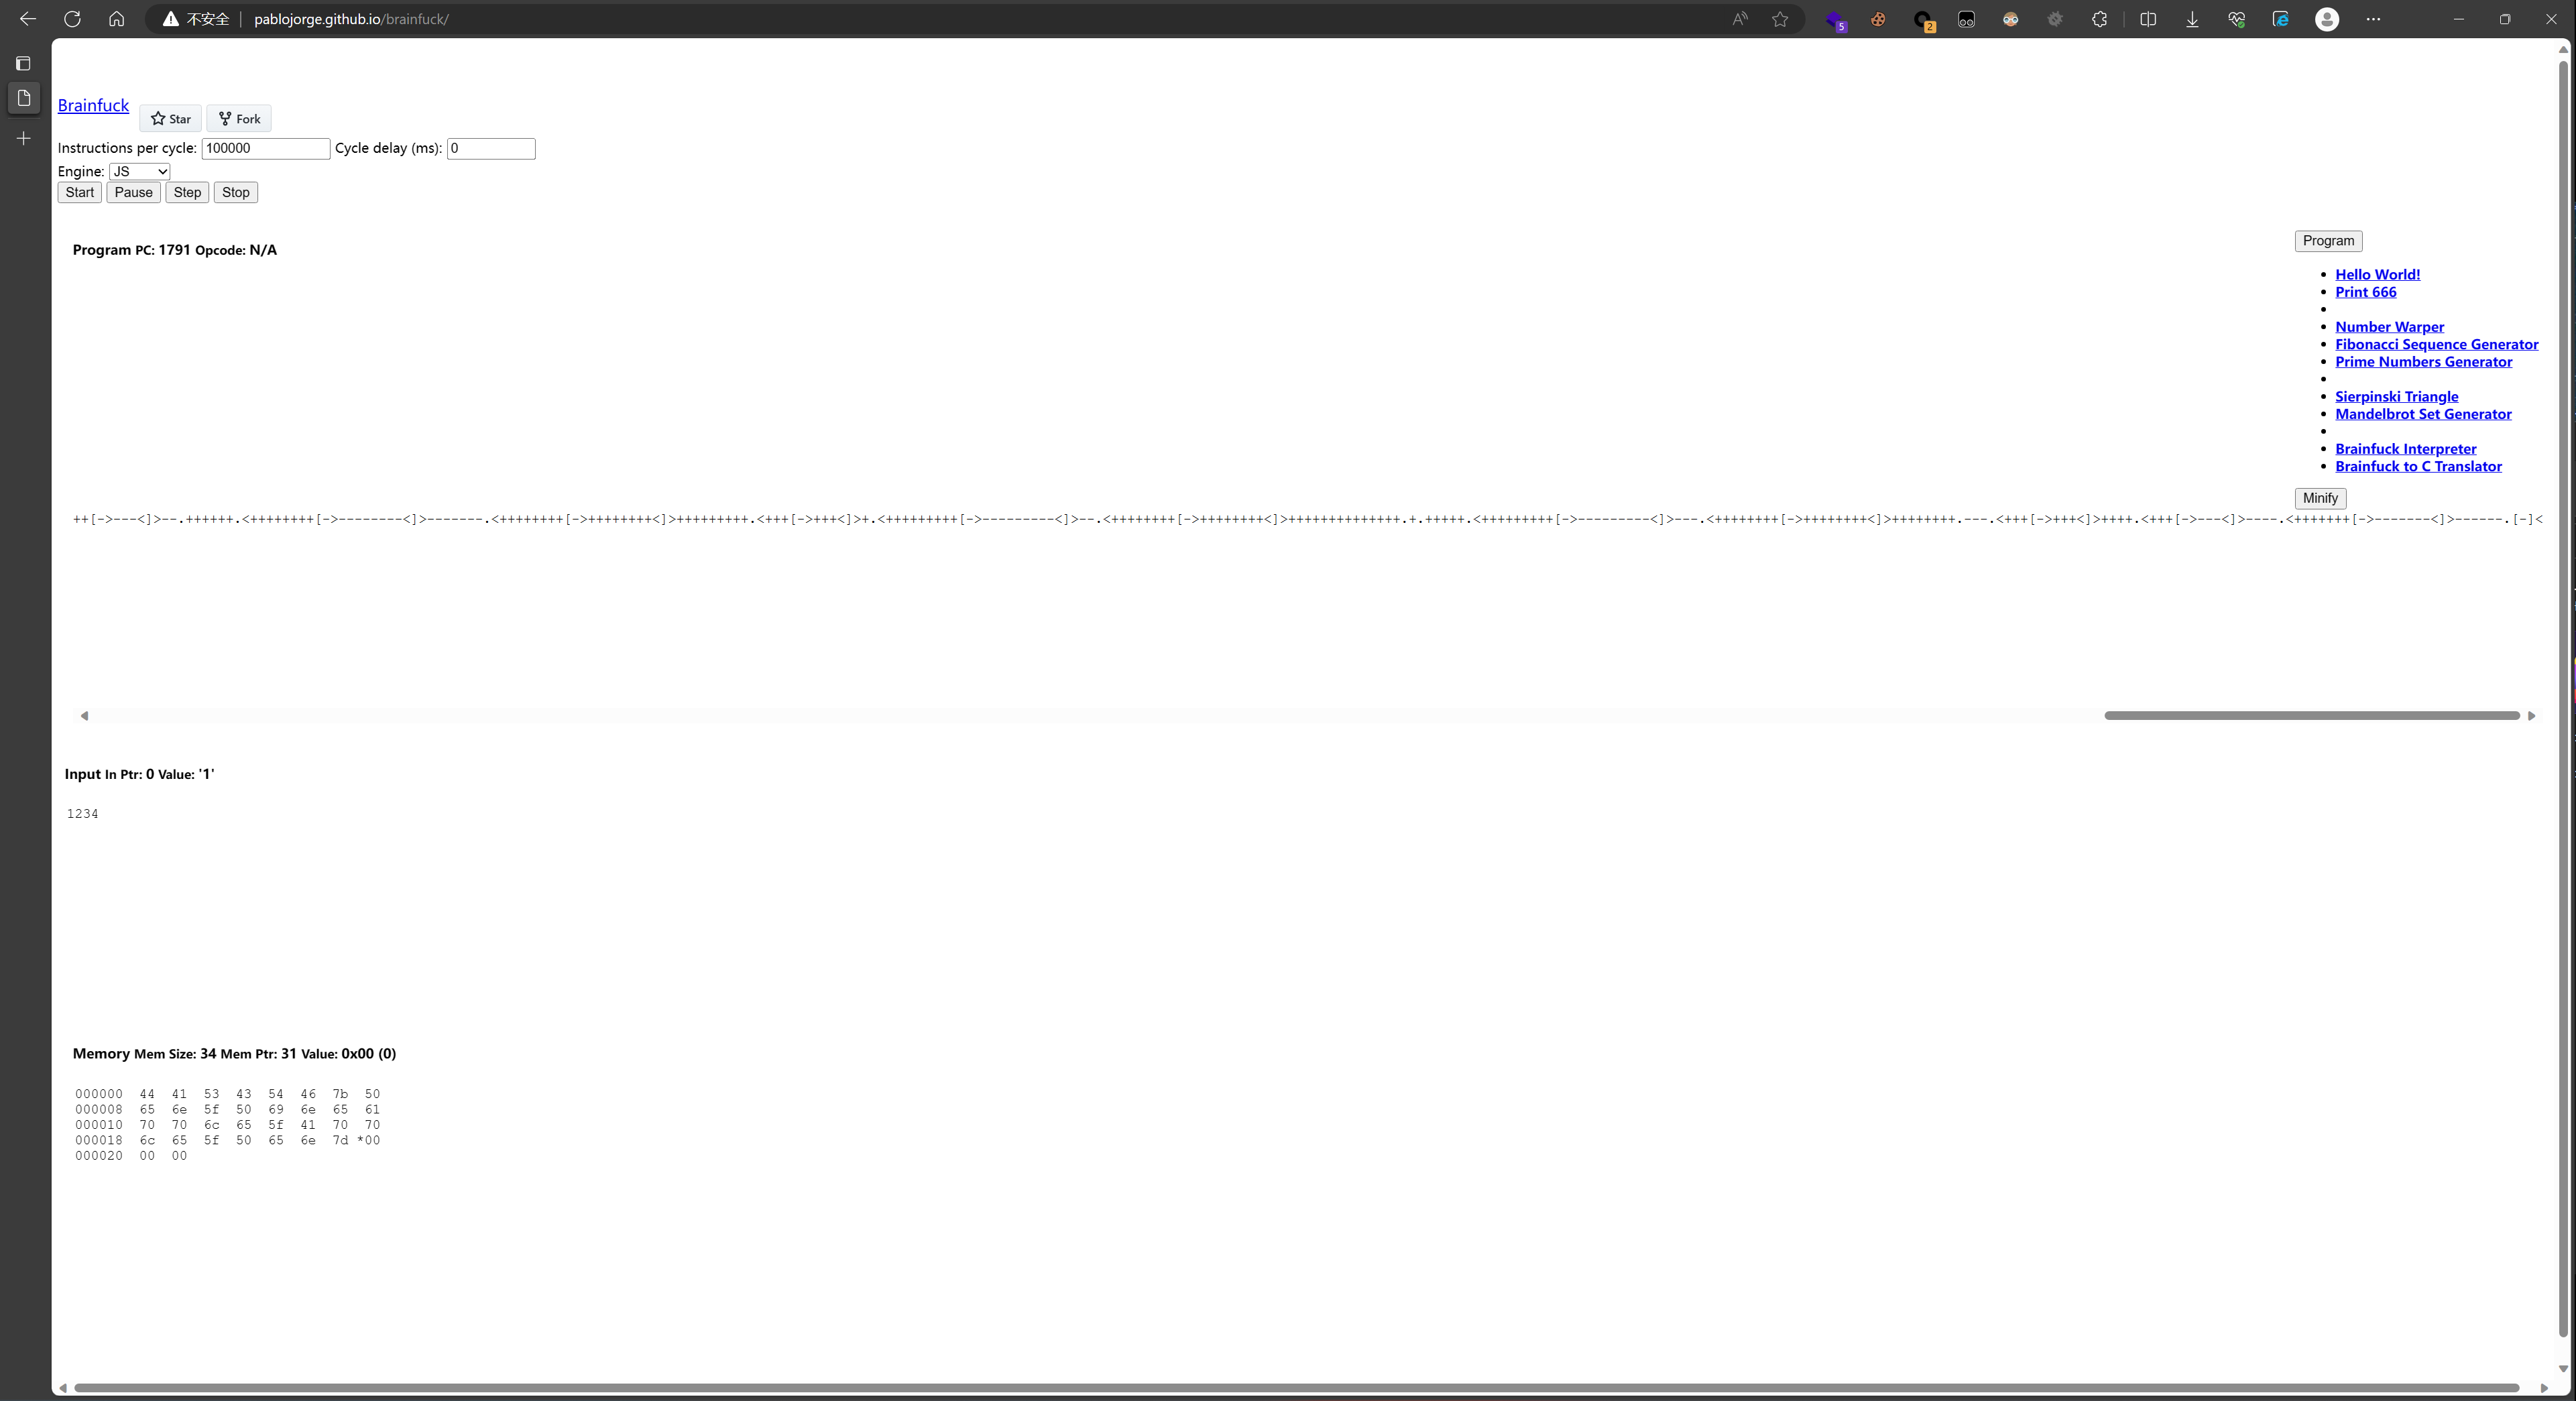 不安全 pablojorge.github.io/brainfuck/
5
2
Brainfuck Star Fork
Instructions per cycle: 100000 Cycle delay (ms): 0
Engine: JS
Start Pause Step Stop
Program PC: 1791 Opcode: N/A
Program
Hello World!
Print 666
Number Warper
Fibonacci Sequence Generator
Prime Numbers Generator
Sierpinski Triangle
Mandelbrot Set Generator
Brainfuck Interpreter
Brainfuck to C Translator
Minify
++[->---<]>--.++++++.<++++++++[->--------<]>-------.<++++++++[->++++++++<]>+++++++++.<+++[->+++<]>+.<+++++++++[->---------<]>--.<++++++++[->++++++++<]>++++++++++++++.+.+++++.<+++++++++[->---------<]>---.<++++++++[->++++++++<]>++++++++.---.<+++[->+++<]>++++.<+++[->---<]>----.<+++++++[->-------<]>------.[-]<
Input In Ptr: 0 Value: '1'
1234
Memory Mem Size: 34 Mem Ptr: 31 Value: 0x00 (0)
000000 44 41 53 43 54 46 7b 50
000008 65 6e 5f 50 69 6e 65 61
000010 70 70 6c 65 5f 41 70 70
000018 6c 65 5f 50 65 6e 7d *00
000020 00 00